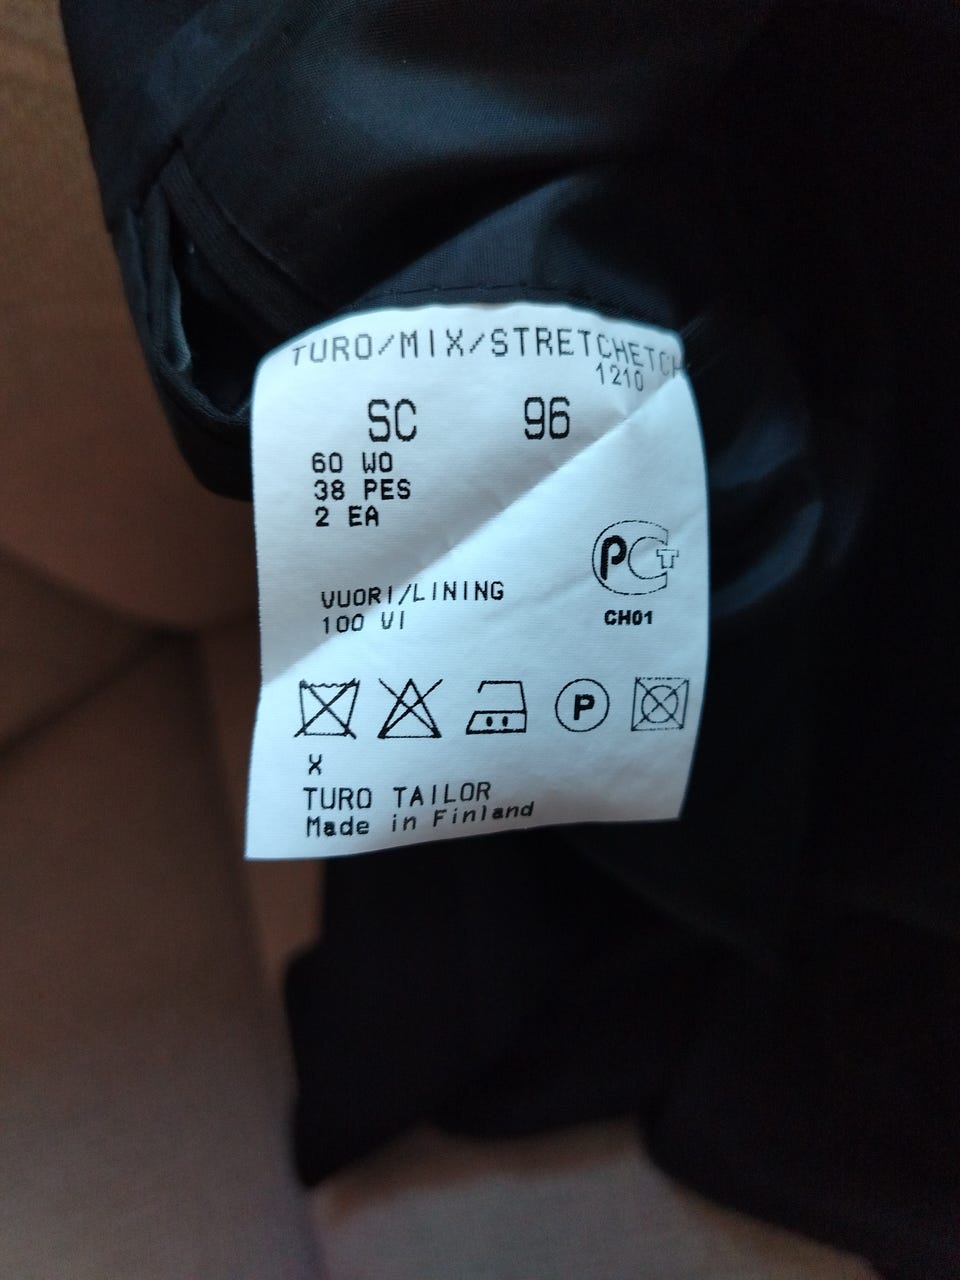 TURO/MIX/STRETCHETCH
1210
SC 96
60 WO
38 PES
2 EA
PCT
CH01
VUORI/LINING
100 VI
P
X
TURO TAILOR
Made in Finland